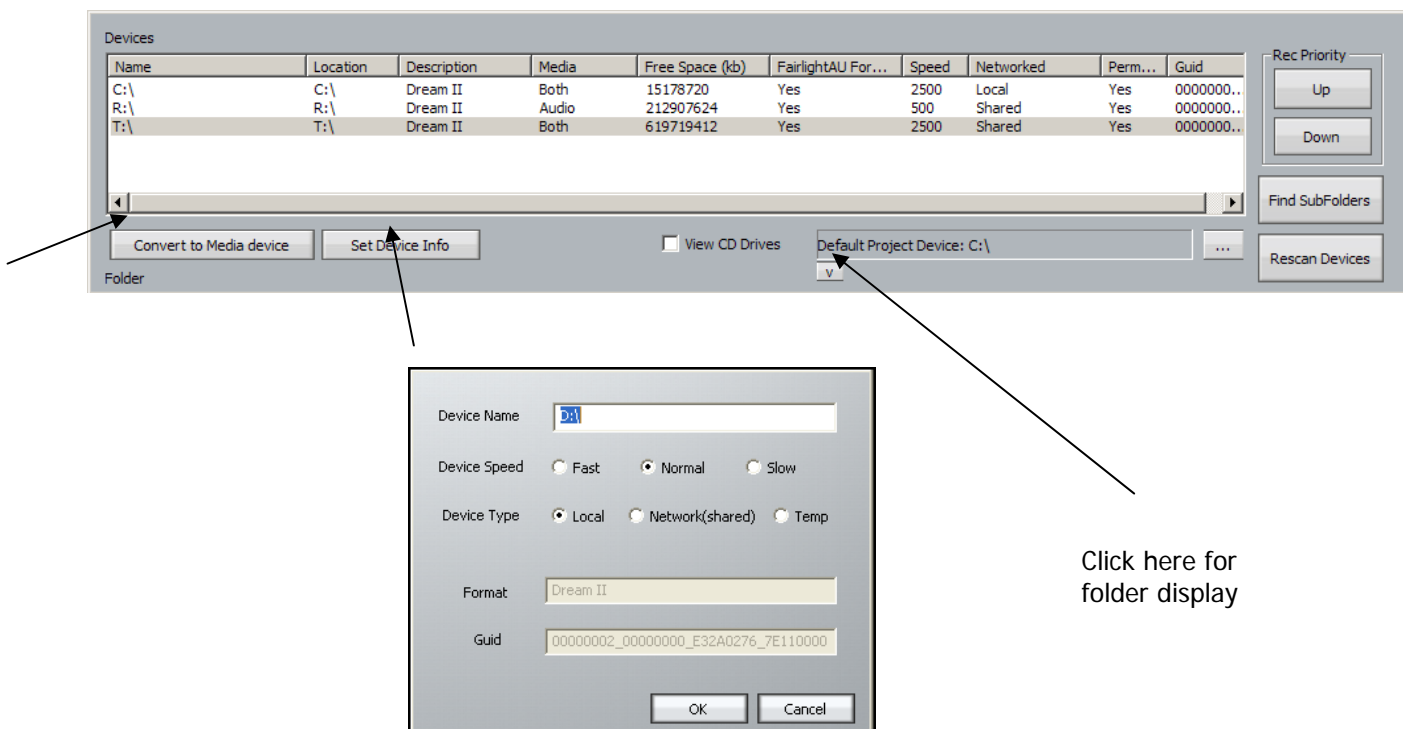 Devices
Name Location Description Media Free Space (kb) FairlightAU For... Speed Networked Perm... Guid
C:\ C:\ Dream II Both 15178720 Yes 2500 Local Yes 0000000..
R:\ R:\ Dream II Audio 212907624 Yes 500 Shared Yes 0000000..
T:\ T:\ Dream II Both 619719412 Yes 2500 Shared Yes 0000000..
Rec Priority
Up
Down
Find SubFolders
Rescan Devices
Convert to Media device Set Device Info View CD Drives Default Project Device: C:\ ...
v
Folder
Device Name D:\
Device Speed Fast Normal Slow
Device Type Local Network(shared) Temp
Format Dream II
Guid 00000002_00000000_E32A0276_7E110000
OK Cancel
Click here for
folder display